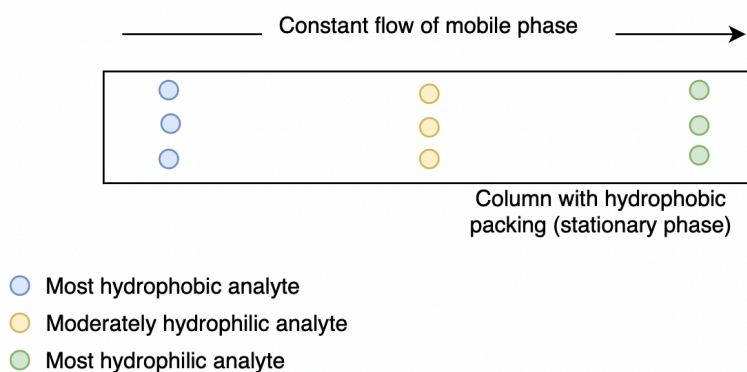 Constant flow of mobile phase
Column with hydrophobic
packing (stationary phase)
Most hydrophobic analyte
Moderately hydrophilic analyte
Most hydrophilic analyte